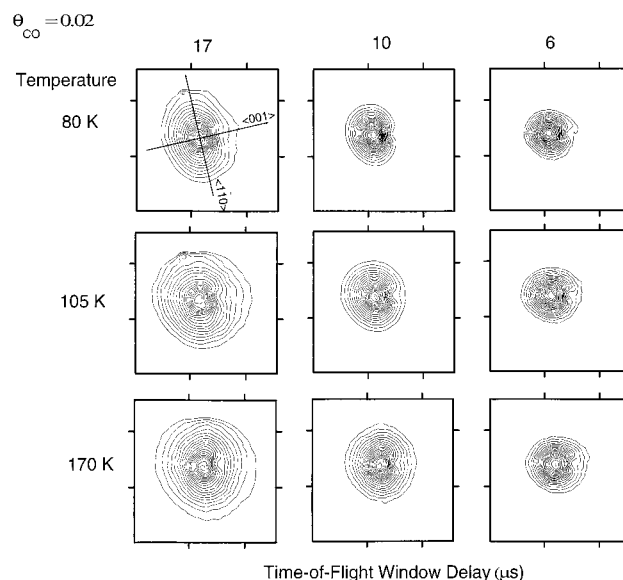 θCO = 0.02
17 10 6
Temperature
80 K
<001>
<110>
105 K
170 K
Time-of-Flight Window Delay (μs)